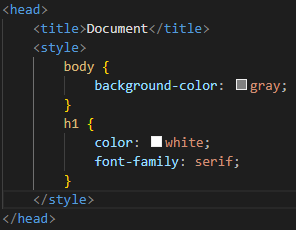 <head>
    <title>Document</title>
    <style>
        body {
            background-color: gray;
        }
        h1 {
            color: white;
            font-family: serif;
        }
    </style>
</head>